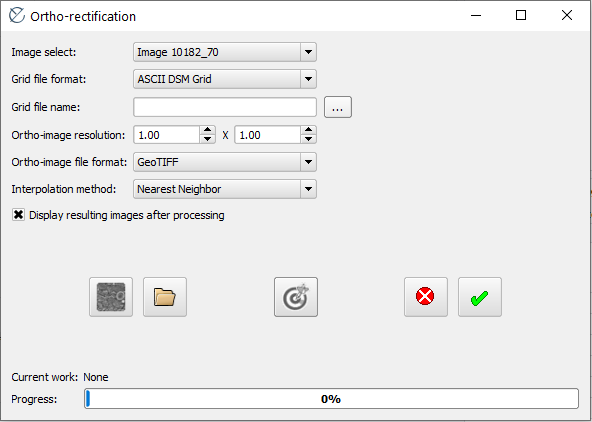 Ortho-rectification
Image select: Image 10182_70
Grid file format: ASCII DSM Grid
Grid file name: ...
Ortho-image resolution: 1.00 X 1.00
Ortho-image file format: GeoTIFF
Interpolation method: Nearest Neighbor
Display resulting images after processing
Current work: None
Progress: 0%